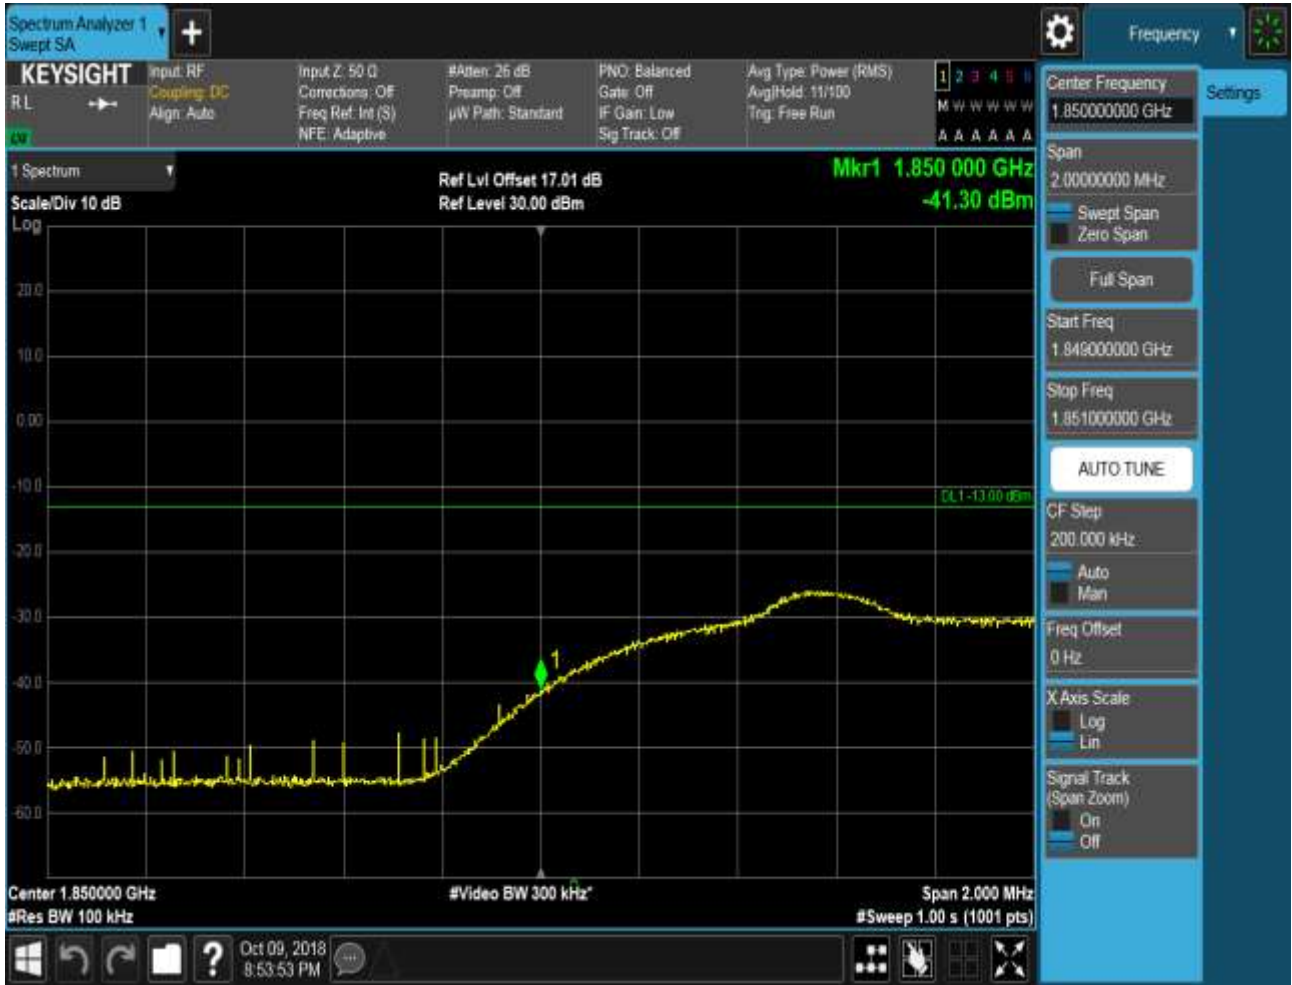 Spectrum Analyzer 1
Swept SA
+
Frequency
KEYSIGHT
R L
Input: RF
Coupling: DC
Align: Auto
Input Z: 50 Ω
Corrections: Off
Freq Ref: Int (S)
NFE: Adaptive
#Atten: 26 dB
Preamp: Off
µW Path: Standard
PNO: Balanced
Gate: Off
IF Gain: Low
Sig Track: Off
Avg Type: Power (RMS)
Avg|Hold: 11/100
Trig: Free Run
1 2 3 4 5 6
M W W W W W
A A A A A A
1 Spectrum
Scale/Div 10 dB
Log
Ref Lvl Offset 17.01 dB
Ref Level 30.00 dBm
Mkr1 1.850 000 GHz
-41.30 dBm
20.0
10.0
0.00
-10.0
-20.0
-30.0
-40.0
-50.0
-60.0
DL1 -13.00 dBm
1
Center 1.850000 GHz
#Res BW 100 kHz
#Video BW 300 kHz*
Span 2.000 MHz
#Sweep 1.00 s (1001 pts)
Center Frequency
1.850000000 GHz
Settings
Span
2.00000000 MHz
Swept Span
Zero Span
Full Span
Start Freq
1.849000000 GHz
Stop Freq
1.851000000 GHz
AUTO TUNE
CF Step
200.000 kHz
Auto
Man
Freq Offset
0 Hz
X Axis Scale
Log
Lin
Signal Track
(Span Zoom)
On
Off
?
Oct 09, 2018
8:53:53 PM